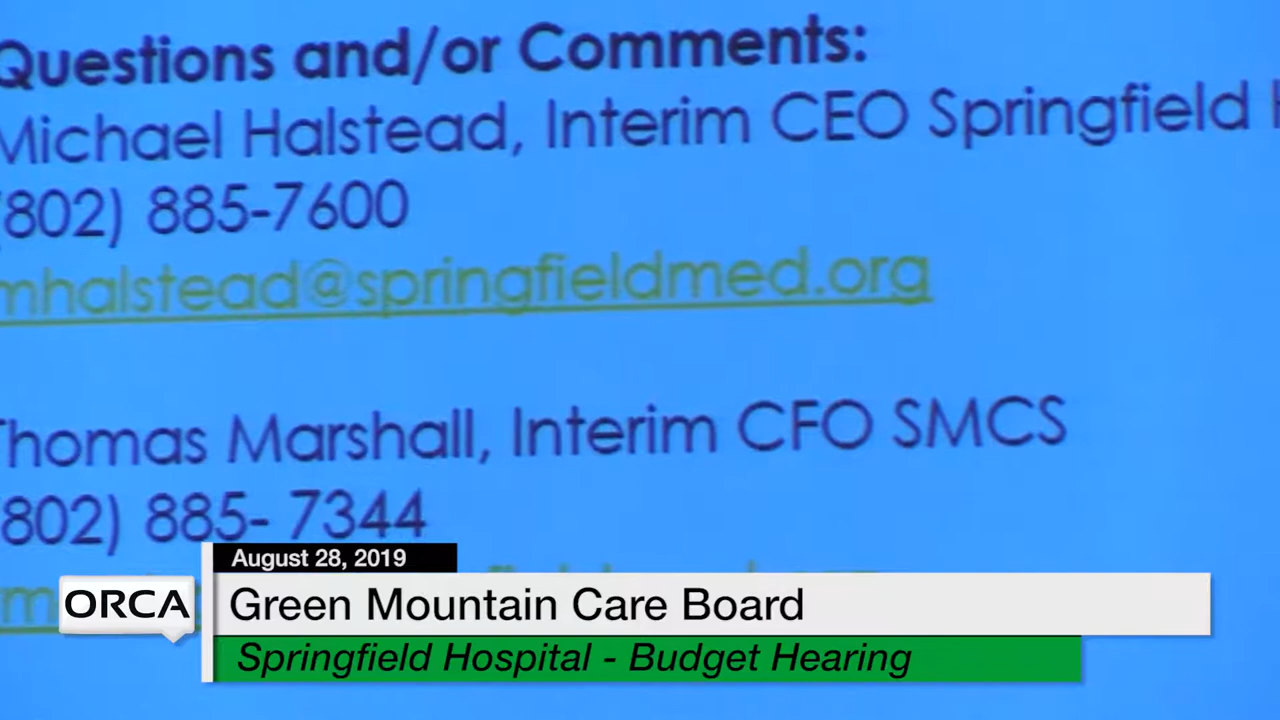 Questions and/or Comments:
Michael Halstead, Interim CEO Springfield
(802) 885-7600
mhalstead@springfieldmed.org
Thomas Marshall, Interim CFO SMCS
(802) 885- 7344
August 28, 2019
ORCA
Green Mountain Care Board
Springfield Hospital - Budget Hearing